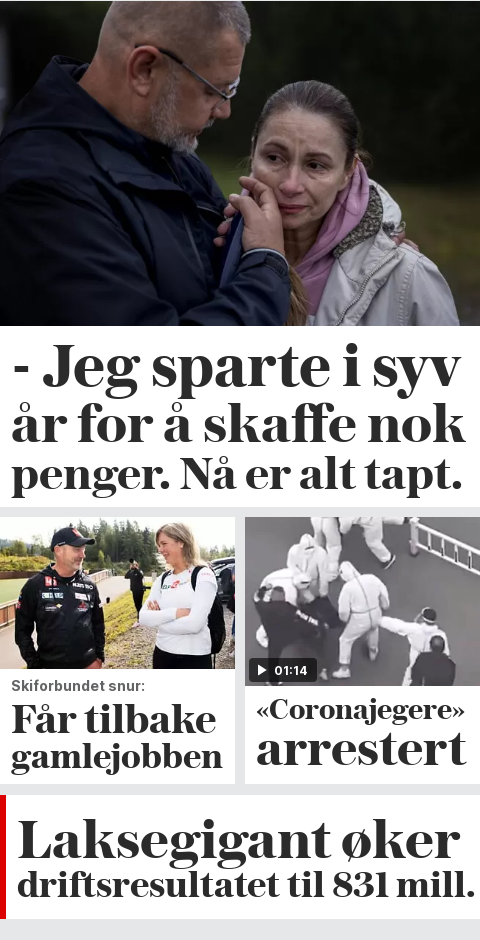 - Jeg sparte i syv
år for å skaffe nok
penger. Nå er alt tapt.
Skiforbundet snur:
Får tilbake
gamlejobben
01:14
«Coronajegere»
arrestert
Laksegigant øker
driftsresultatet til 831 mill.